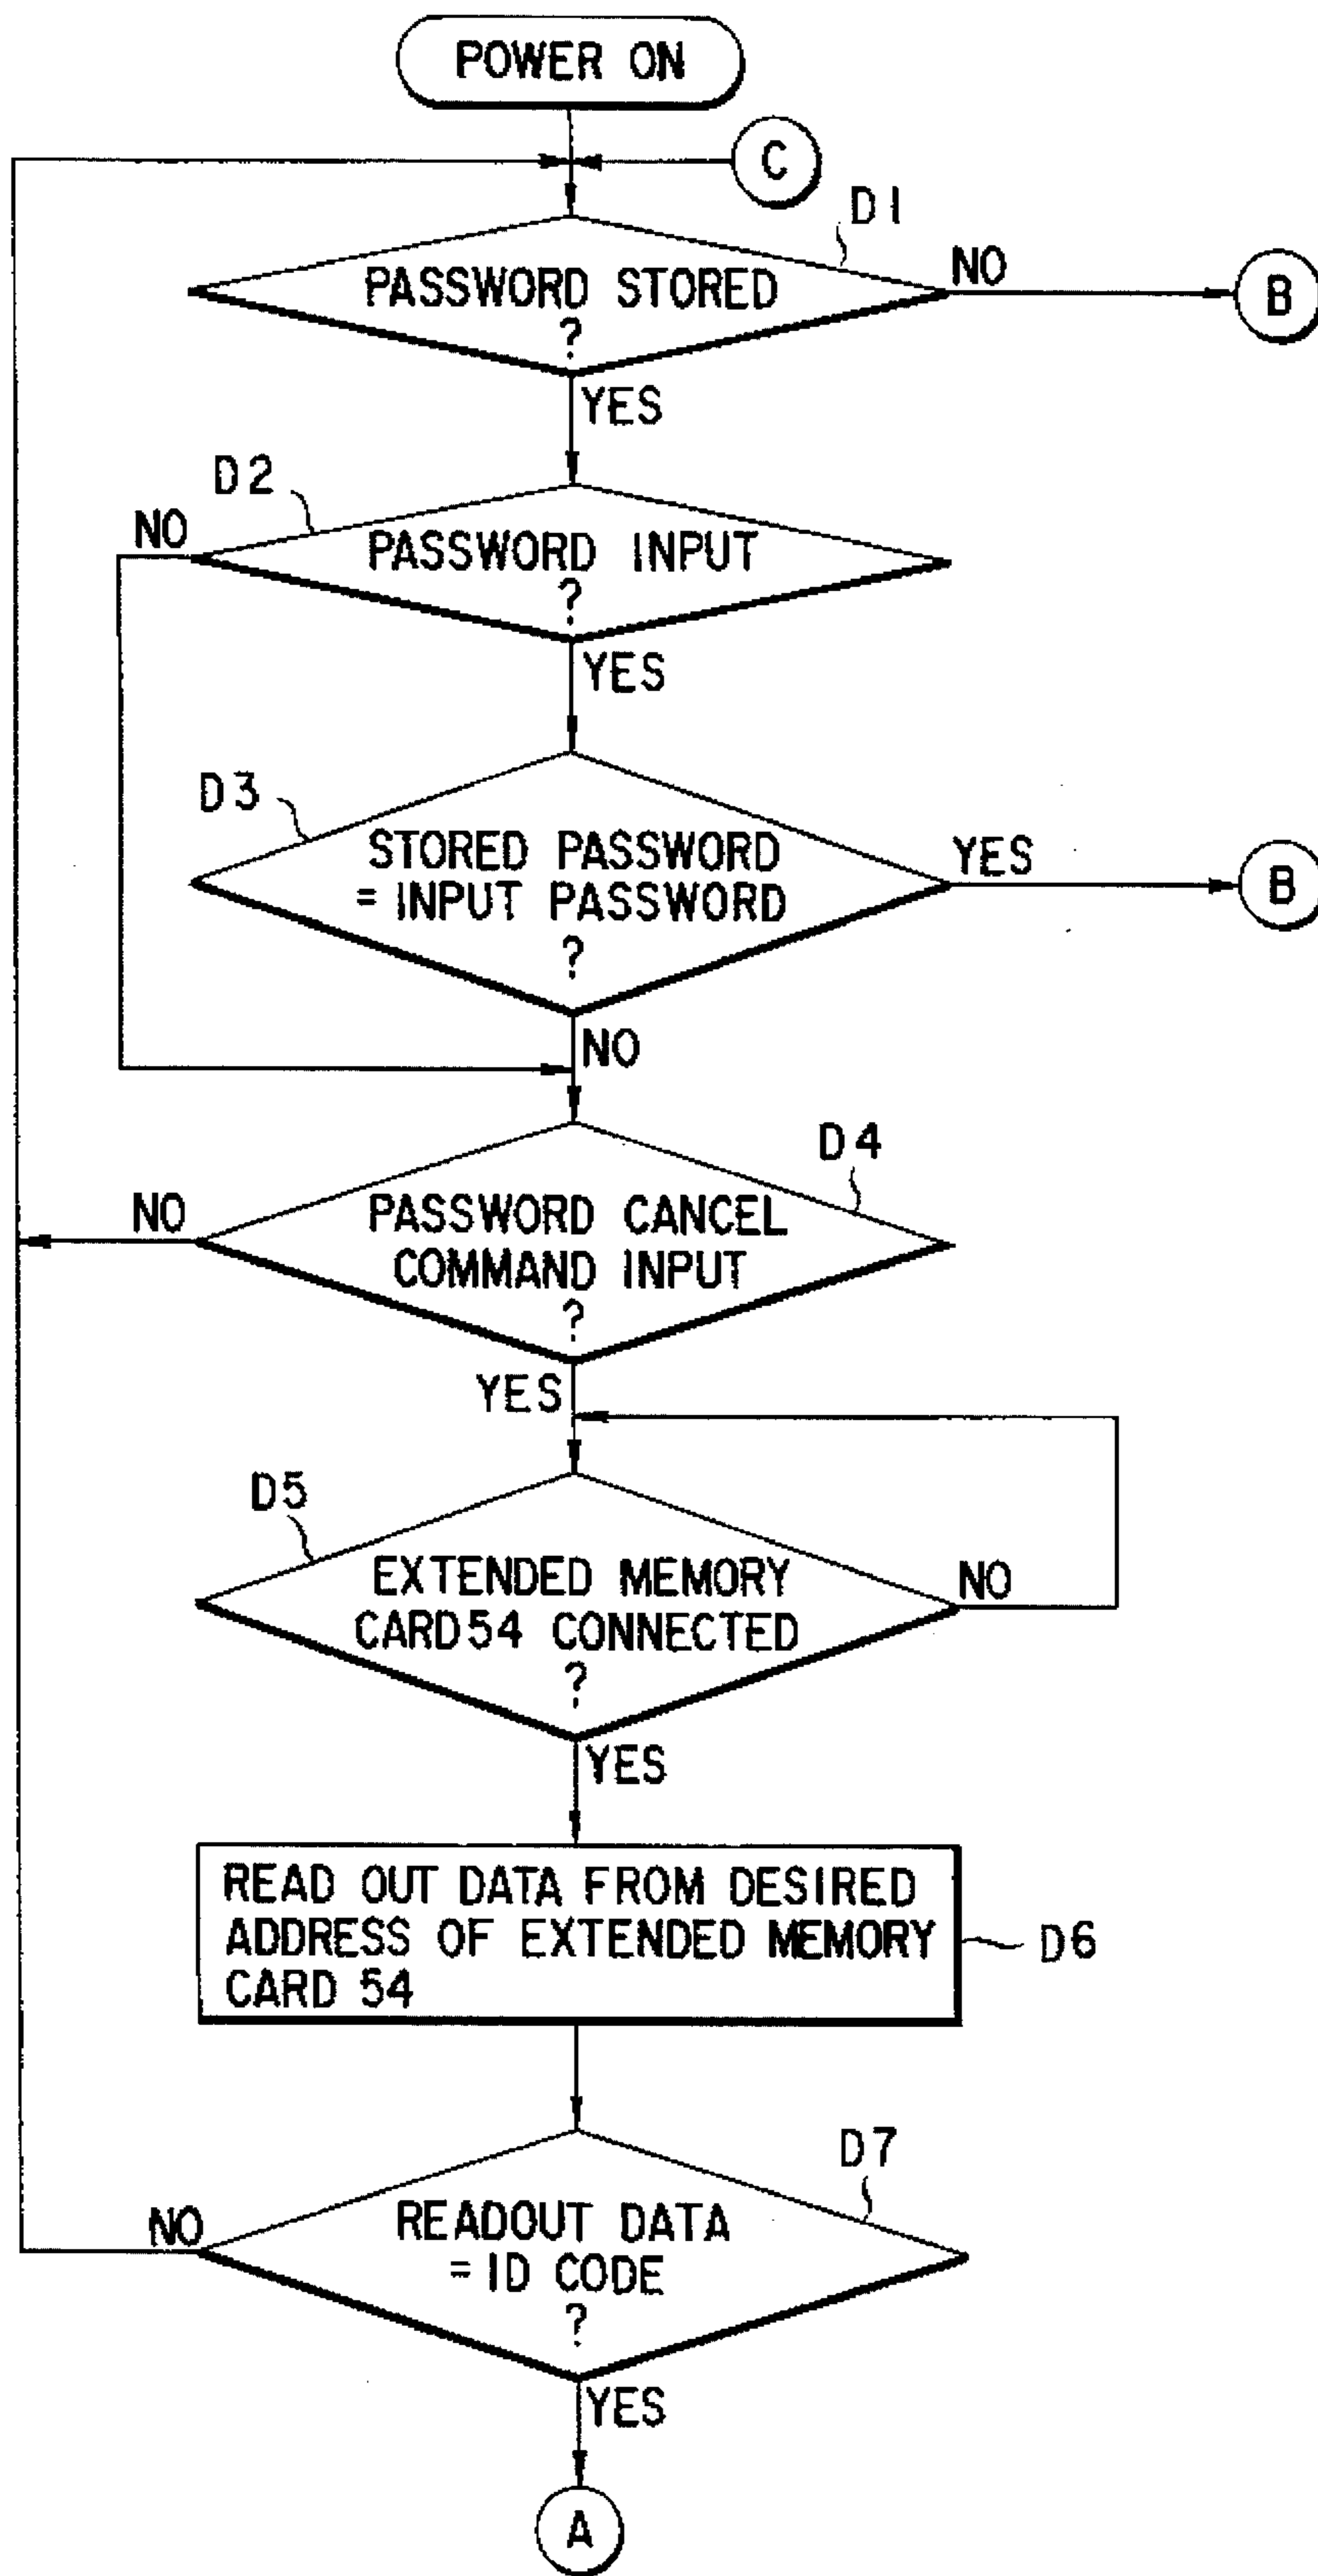 POWER ON
C
D1
PASSWORD STORED
?
NO
B
YES
D2
NO
PASSWORD INPUT
?
YES
D3
STORED PASSWORD
= INPUT PASSWORD
?
YES
B
NO
D4
NO
PASSWORD CANCEL
COMMAND INPUT
?
YES
D5
EXTENDED MEMORY
CARD54 CONNECTED
?
NO
YES
READ OUT DATA FROM DESIRED
ADDRESS OF EXTENDED MEMORY
CARD 54
D6
D7
NO
READOUT DATA
= ID CODE
?
YES
A